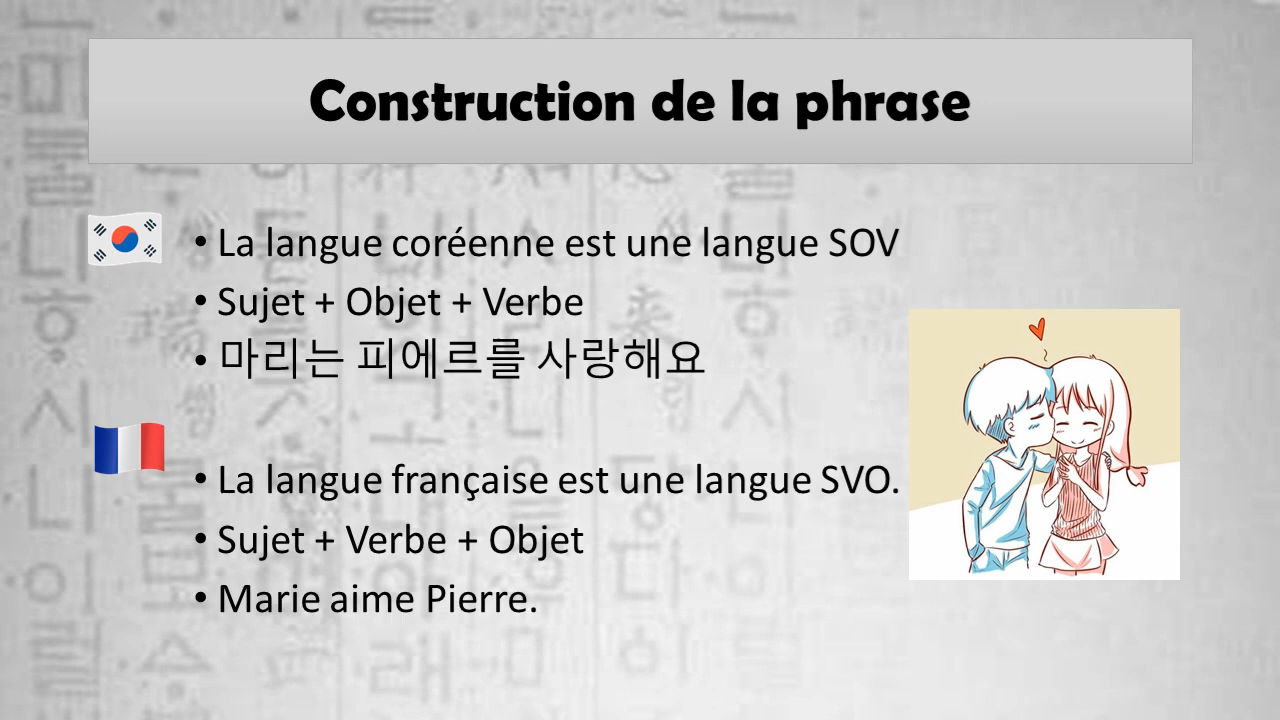 Construction de la phrase
• La langue coréenne est une langue SOV
• Sujet + Objet + Verbe
• 마리는 피에르를 사랑해요
• La langue française est une langue SVO.
• Sujet + Verbe + Objet
• Marie aime Pierre.